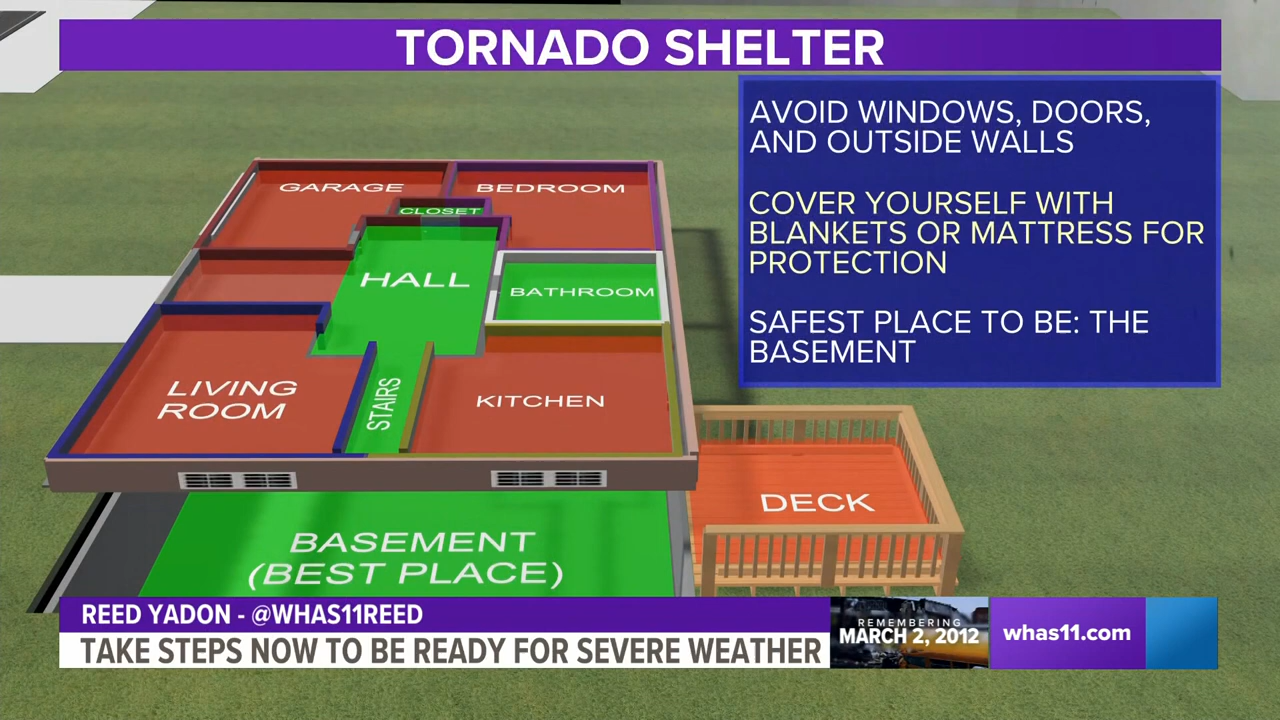 TORNADO SHELTER
AVOID WINDOWS, DOORS,
AND OUTSIDE WALLS
COVER YOURSELF WITH
BLANKETS OR MATTRESS FOR
PROTECTION
SAFEST PLACE TO BE: THE
BASEMENT
GARAGE
BEDROOM
CLOSET
HALL
BATHROOM
LIVING
ROOM
STAIRS
KITCHEN
DECK
BASEMENT
(BEST PLACE)
REED YADON - @WHAS11REED
TAKE STEPS NOW TO BE READY FOR SEVERE WEATHER
REMEMBERING
MARCH 2, 2012
whas11.com